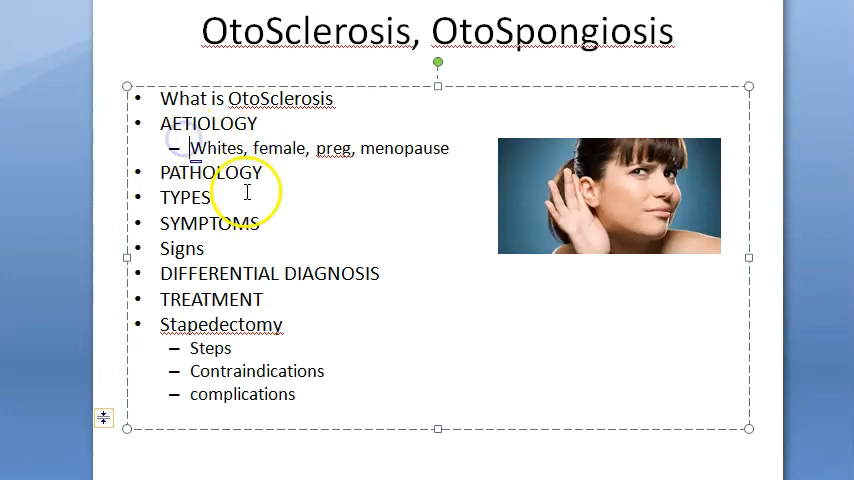 OtoSclerosis, OtoSpongiosis
• What is OtoSclerosis
• AETIOLOGY
– Whites, female, preg, menopause
• PATHOLOGY
• TYPES
• SYMPTOMS
• Signs
• DIFFERENTIAL DIAGNOSIS
• TREATMENT
• Stapedectomy
– Steps
– Contraindications
– complications